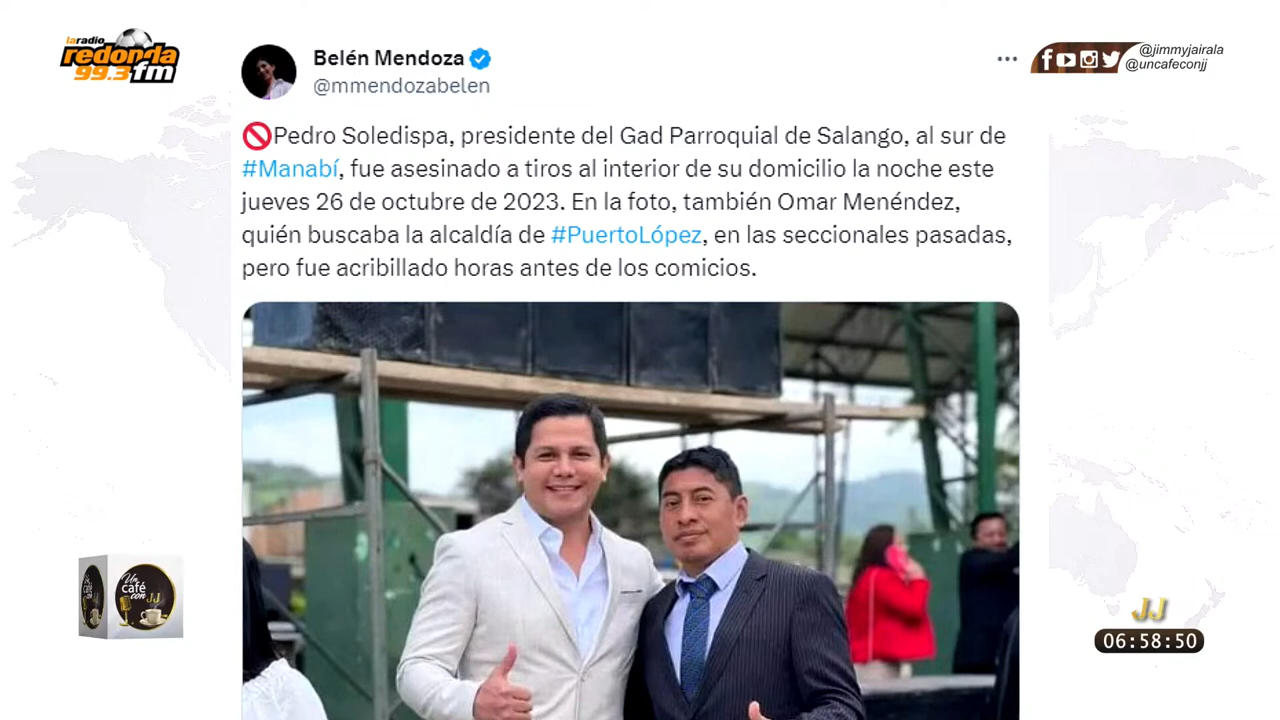 laradio
redonda
99.3 fm
Belén Mendoza
@mmendozabelen
@jimmyjairala
@uncafeconjj
Pedro Soledispa, presidente del Gad Parroquial de Salango, al sur de
#Manabí, fue asesinado a tiros al interior de su domicilio la noche este
jueves 26 de octubre de 2023. En la foto, también Omar Menéndez,
quién buscaba la alcaldía de #PuertoLópez, en las seccionales pasadas,
pero fue acribillado horas antes de los comicios.
Un
café
con JJ
JJ
06:58:50